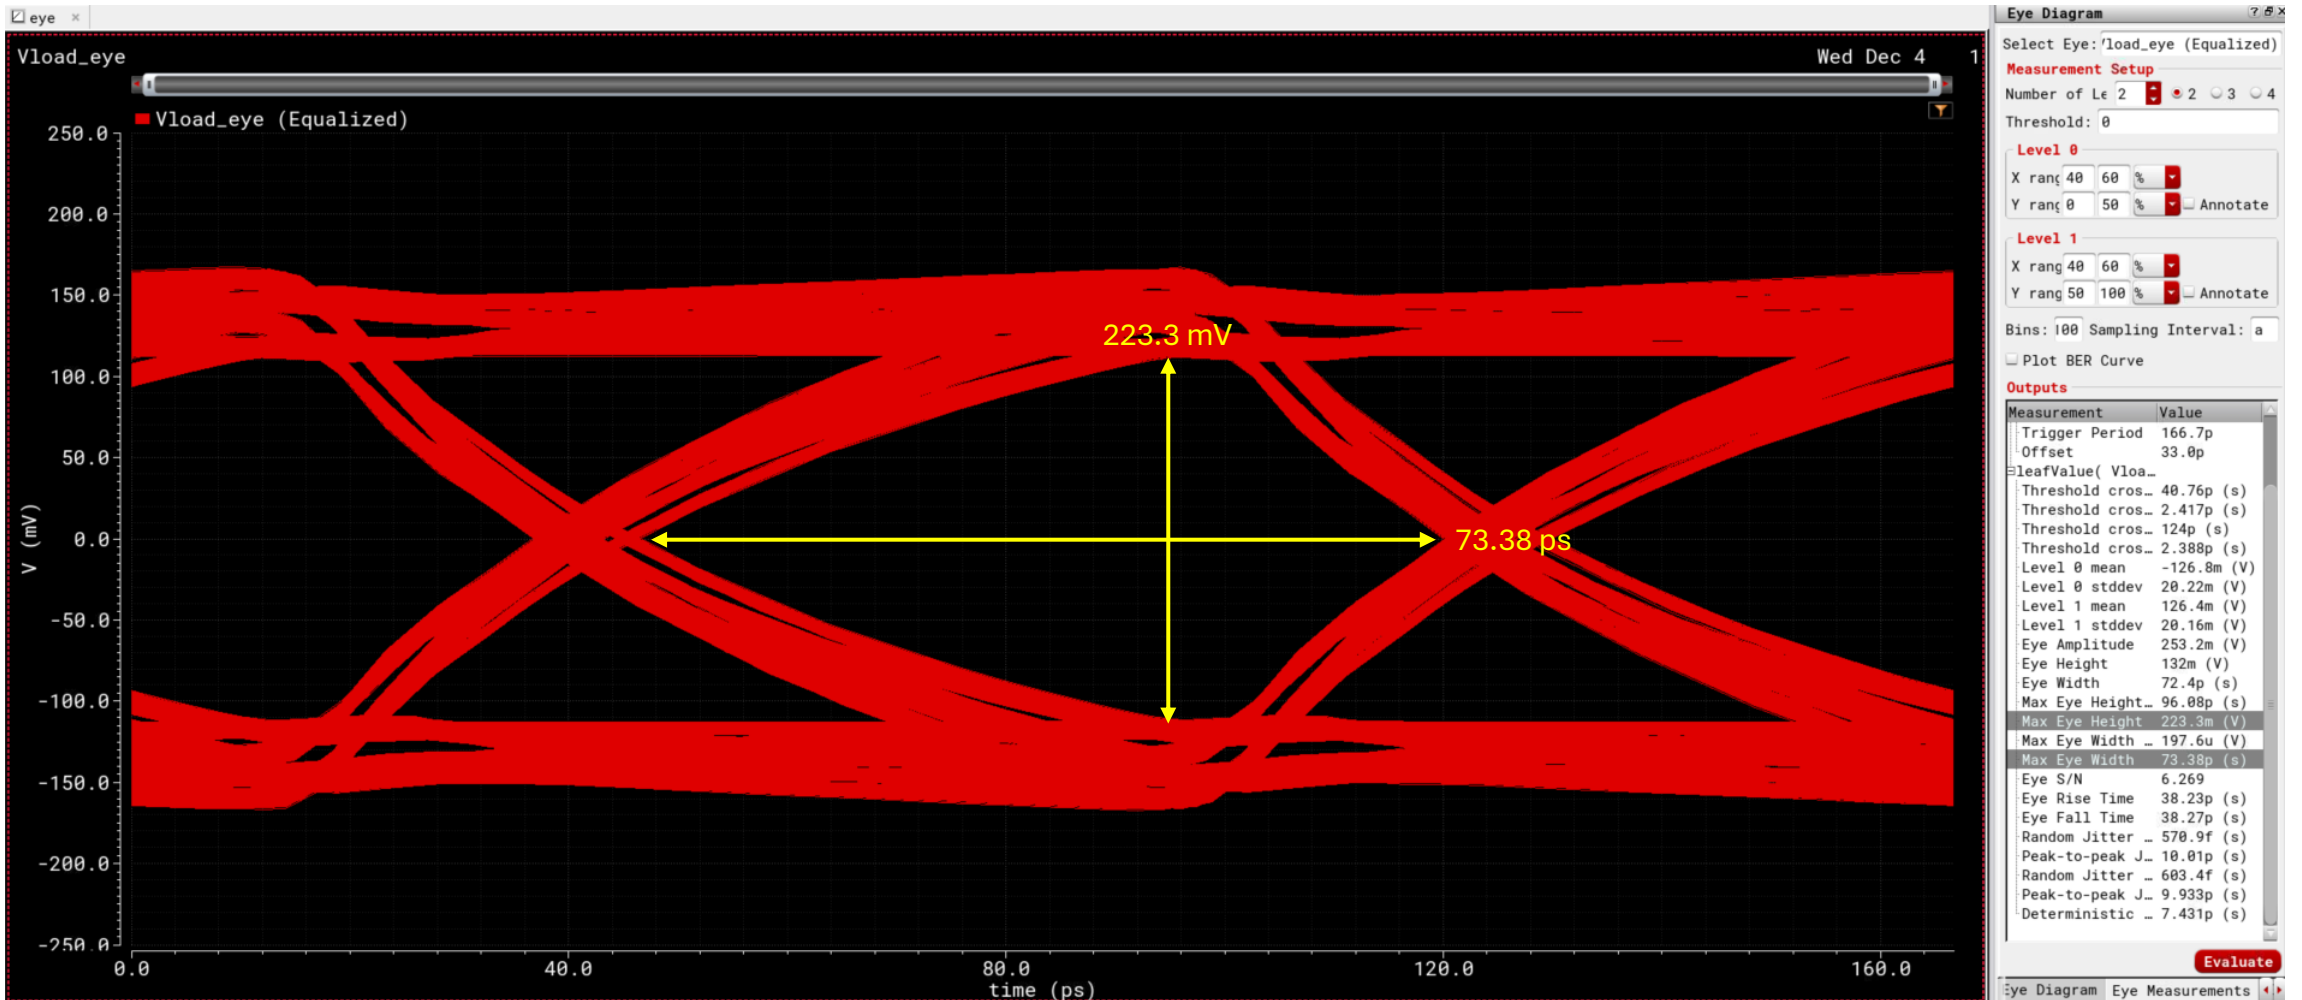 eye ×
Eye Diagram
Vload_eye
Wed Dec 4 1
Vload_eye (Equalized)
250.0
200.0
150.0
100.0
50.0
0.0
-50.0
-100.0
-150.0
-200.0
-250.0
V (mV)
223.3 mV
73.38 ps
0.0 40.0 80.0 120.0 160.0
time (ps)
Select Eye: Vload_eye (Equalized)
Measurement Setup
Number of Le 2 2 3 4
Threshold: 0
Level 0
X rang 40 60 %
Y rang 0 50 % Annotate
Level 1
X rang 40 60 %
Y rang 50 100 % Annotate
Bins: 100 Sampling Interval: a
Plot BER Curve
Outputs
Measurement Value
Trigger Period 166.7p
Offset 33.0p
leafValue( Vloa…
Threshold cros… 40.76p (s)
Threshold cros… 2.417p (s)
Threshold cros… 124p (s)
Threshold cros… 2.388p (s)
Level 0 mean -126.8m (V)
Level 0 stddev 20.22m (V)
Level 1 mean 126.4m (V)
Level 1 stddev 20.16m (V)
Eye Amplitude 253.2m (V)
Eye Height 132m (V)
Eye Width 72.4p (s)
Max Eye Height… 96.08p (s)
Max Eye Height 223.3m (V)
Max Eye Width … 197.6u (V)
Max Eye Width 73.38p (s)
Eye S/N 6.269
Eye Rise Time 38.23p (s)
Eye Fall Time 38.27p (s)
Random Jitter … 570.9f (s)
Peak-to-peak J… 10.01p (s)
Random Jitter … 603.4f (s)
Peak-to-peak J… 9.933p (s)
Deterministic … 7.431p (s)
Evaluate
Eye Diagram Eye Measurements